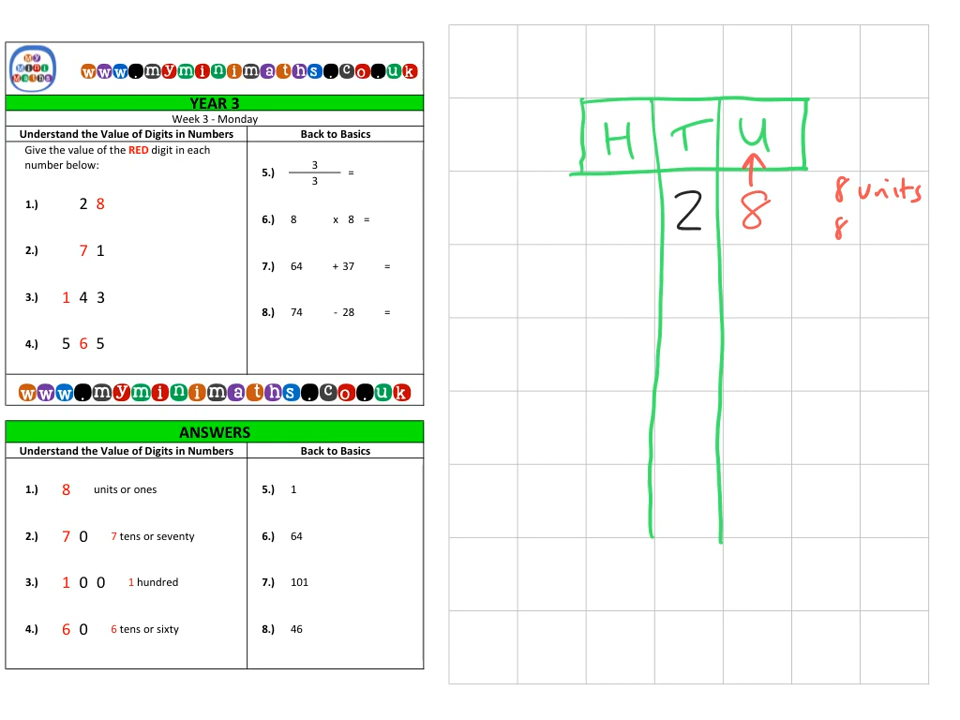 My
Mini
Maths
www.myminimaths.co.uk
YEAR 3
Week 3 - Monday
Understand the Value of Digits in Numbers
Give the value of the RED digit in each
number below:
1.) 2 8
2.) 7 1
3.) 1 4 3
4.) 5 6 5
Back to Basics
5.) 3/3 =
6.) 8 x 8 =
7.) 64 + 37 =
8.) 74 - 28 =
www.myminimaths.co.uk
ANSWERS
Understand the Value of Digits in Numbers
1.) 8 units or ones
2.) 7 0 7 tens or seventy
3.) 1 0 0 1 hundred
4.) 6 0 6 tens or sixty
Back to Basics
5.) 1
6.) 64
7.) 101
8.) 46
H T U
2 8
8 units
8